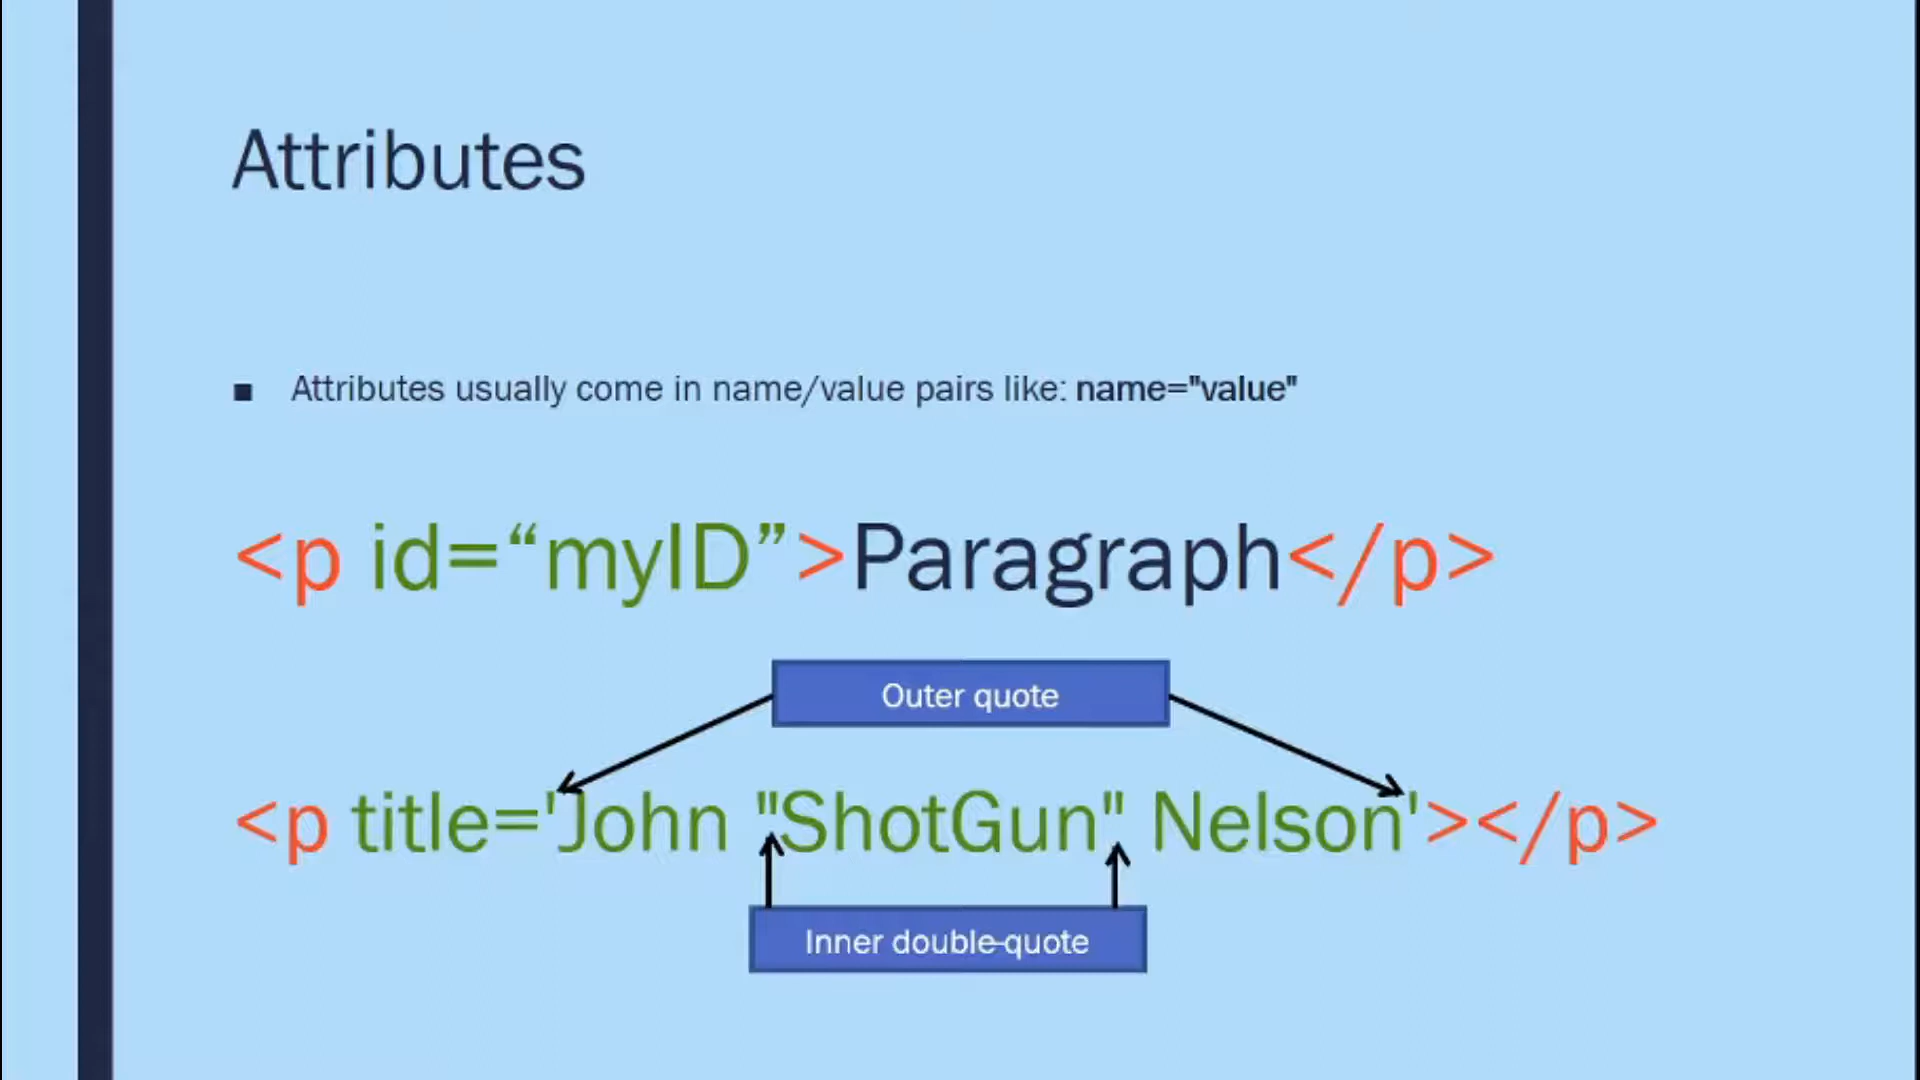 Attributes
■ Attributes usually come in name/value pairs like: name="value"
<p id=“myID”>Paragraph</p>
Outer quote
<p title='John "ShotGun" Nelson'></p>
Inner double-quote